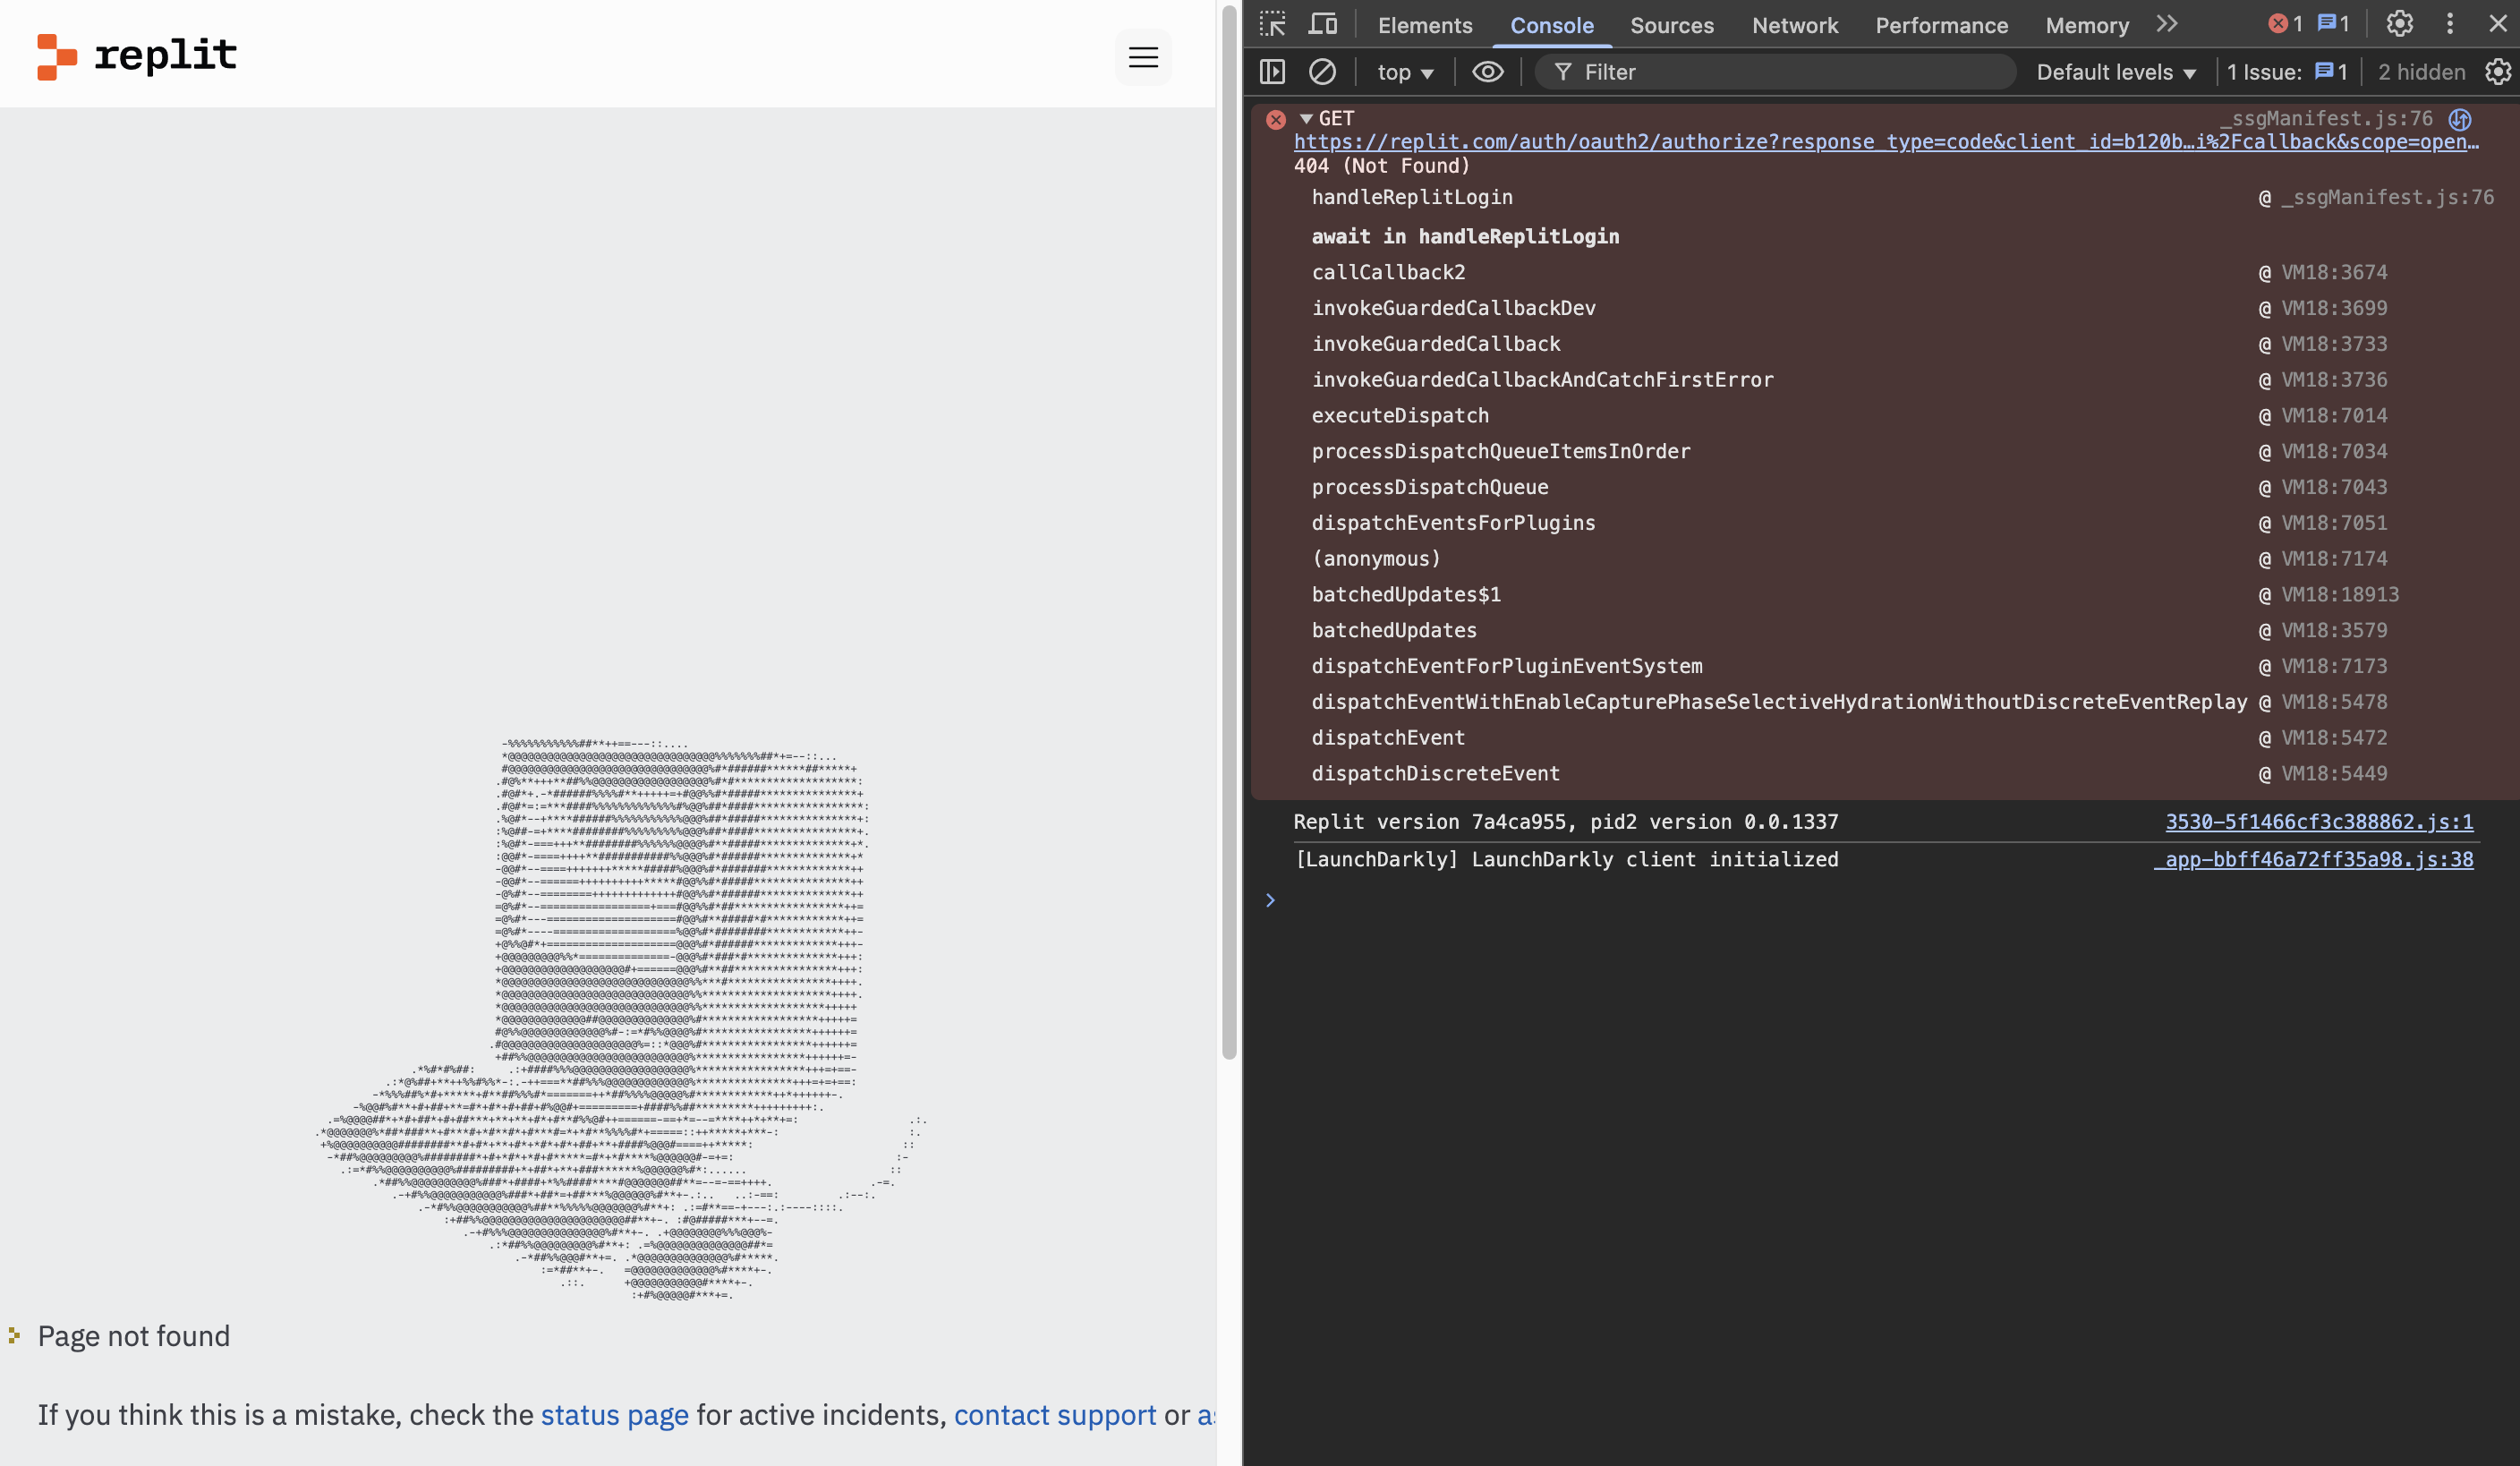 replit
Page not found
If you think this is a mistake, check the status page for active incidents, contact support or as
Elements Console Sources Network Performance Memory 1 1
top Filter Default levels 1 Issue: 1 2 hidden
GET _ssgManifest.js:76
https://replit.com/auth/oauth2/authorize?response_type=code&client_id=b120b…i%2Fcallback&scope=open…
404 (Not Found)
handleReplitLogin @ _ssgManifest.js:76
await in handleReplitLogin
callCallback2 @ VM18:3674
invokeGuardedCallbackDev @ VM18:3699
invokeGuardedCallback @ VM18:3733
invokeGuardedCallbackAndCatchFirstError @ VM18:3736
executeDispatch @ VM18:7014
processDispatchQueueItemsInOrder @ VM18:7034
processDispatchQueue @ VM18:7043
dispatchEventsForPlugins @ VM18:7051
(anonymous) @ VM18:7174
batchedUpdates$1 @ VM18:18913
batchedUpdates @ VM18:3579
dispatchEventForPluginEventSystem @ VM18:7173
dispatchEventWithEnableCapturePhaseSelectiveHydrationWithoutDiscreteEventReplay @ VM18:5478
dispatchEvent @ VM18:5472
dispatchDiscreteEvent @ VM18:5449
Replit version 7a4ca955, pid2 version 0.0.1337 3530-5f1466cf3c388862.js:1
[LaunchDarkly] LaunchDarkly client initialized _app-bbff46a72ff35a98.js:38